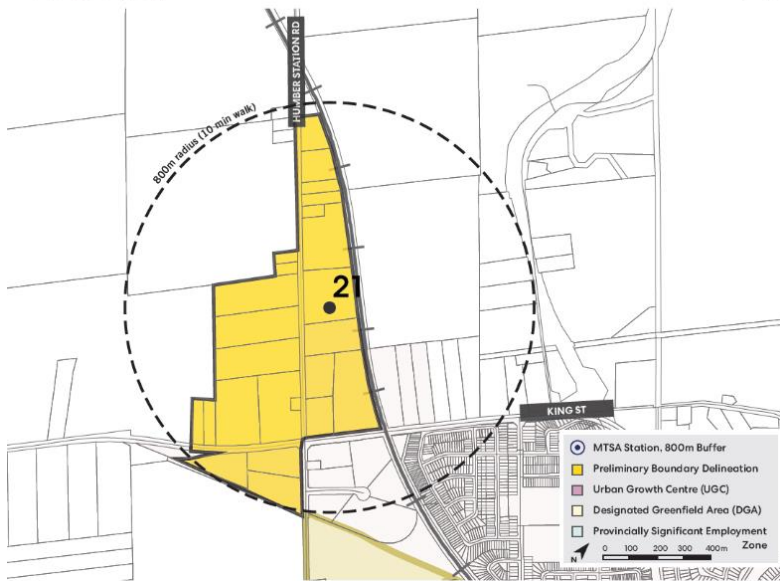 HUMBER STATION RD
800m radius (10 min walk)
21
KING ST
MTSA Station, 800m Buffer
Preliminary Boundary Delineation
Urban Growth Centre (UGC)
Designated Greenfield Area (DGA)
Provincially Significant Employment
Zone
N
0 100 200 300 400m